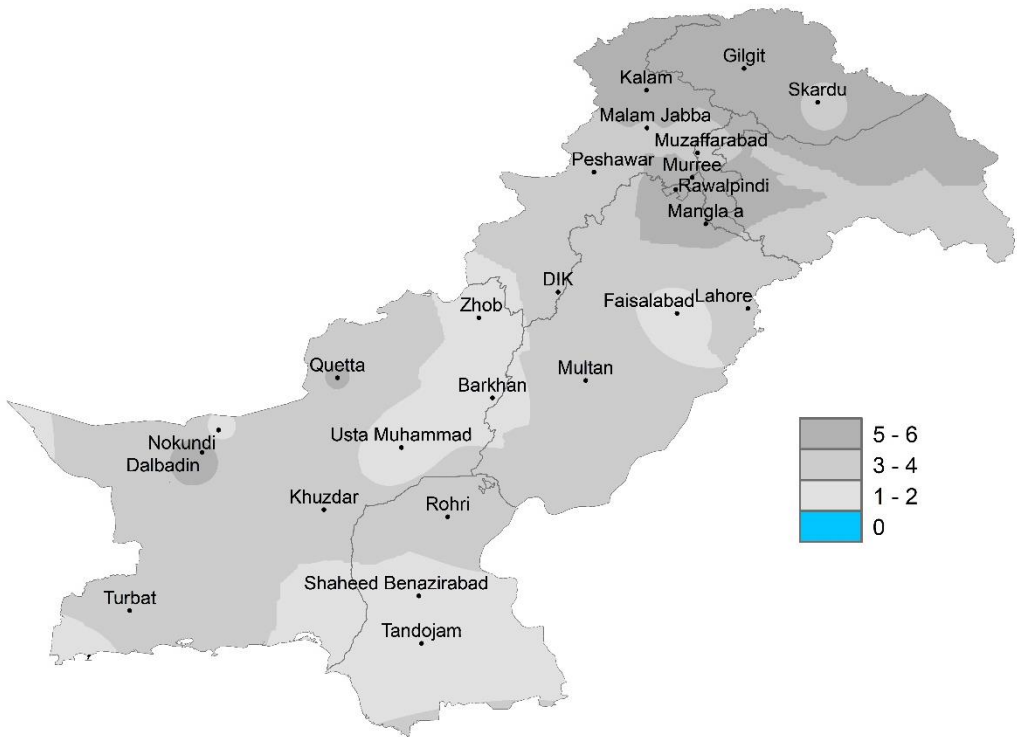 Gilgit
Kalam
Skardu
Malam Jabba
Muzaffarabad
Peshawar
Murree
Rawalpindi
Mangla a
DIK
Zhob
Faisalabad
Lahore
Quetta
Multan
Barkhan
Nokundi
Usta Muhammad
Dalbadin
Khuzdar
Rohri
Shaheed Benazirabad
Turbat
Tandojam
5 - 6
3 - 4
1 - 2
0